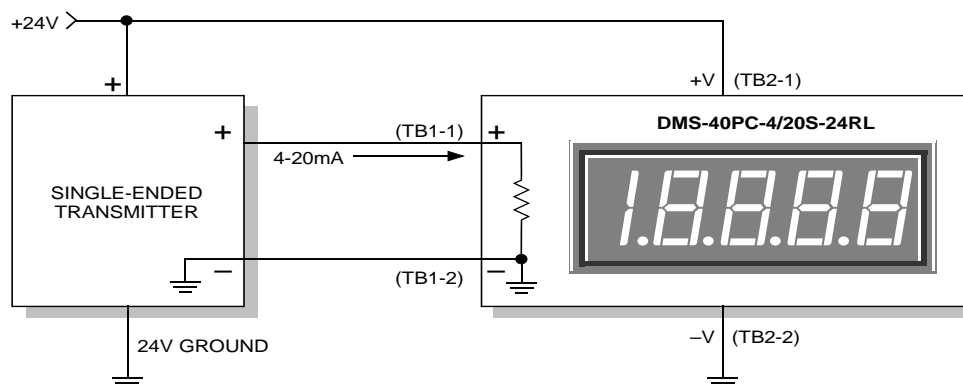 +24V
+
+V (TB2-1)
+
(TB1-1)
+
DMS-40PC-4/20S-24RL
4-20mA
SINGLE-ENDED
TRANSMITTER
1.8.8.8.8
–
(TB1-2)
–
24V GROUND
–V (TB2-2)